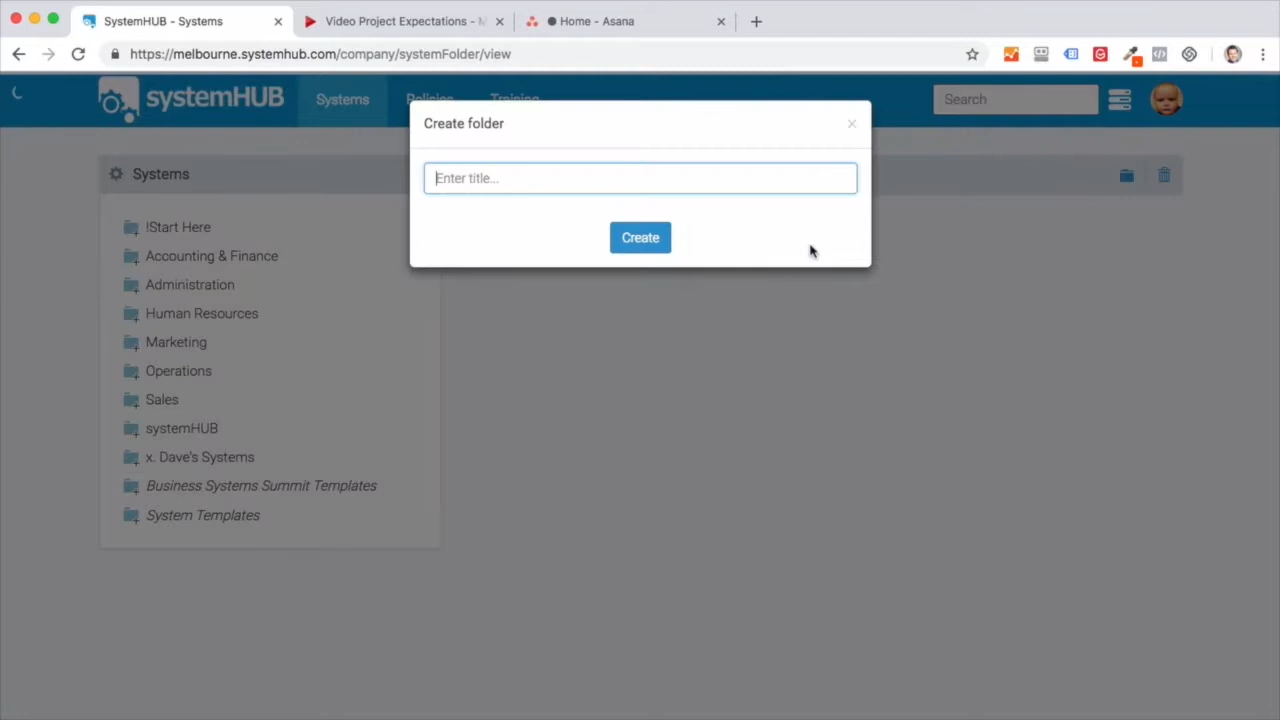 SystemHUB - Systems
Video Project Expectations - M
Home - Asana
https://melbourne.systemhub.com/company/systemFolder/view
systemHUB
Systems
Policies
Training
Search
Create folder
Enter title...
Create
Systems
!Start Here
Accounting & Finance
Administration
Human Resources
Marketing
Operations
Sales
systemHUB
x. Dave's Systems
Business Systems Summit Templates
System Templates